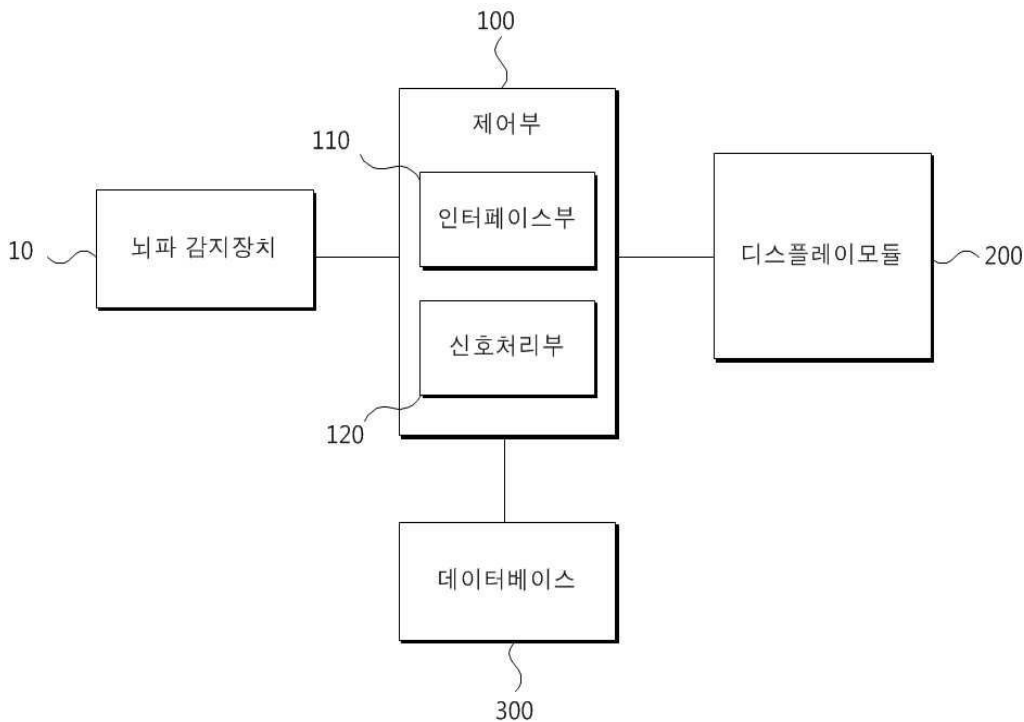 100
제어부
110
인터페이스부
10
뇌파 감지장치
디스플레이모듈
200
신호처리부
120
데이터베이스
300